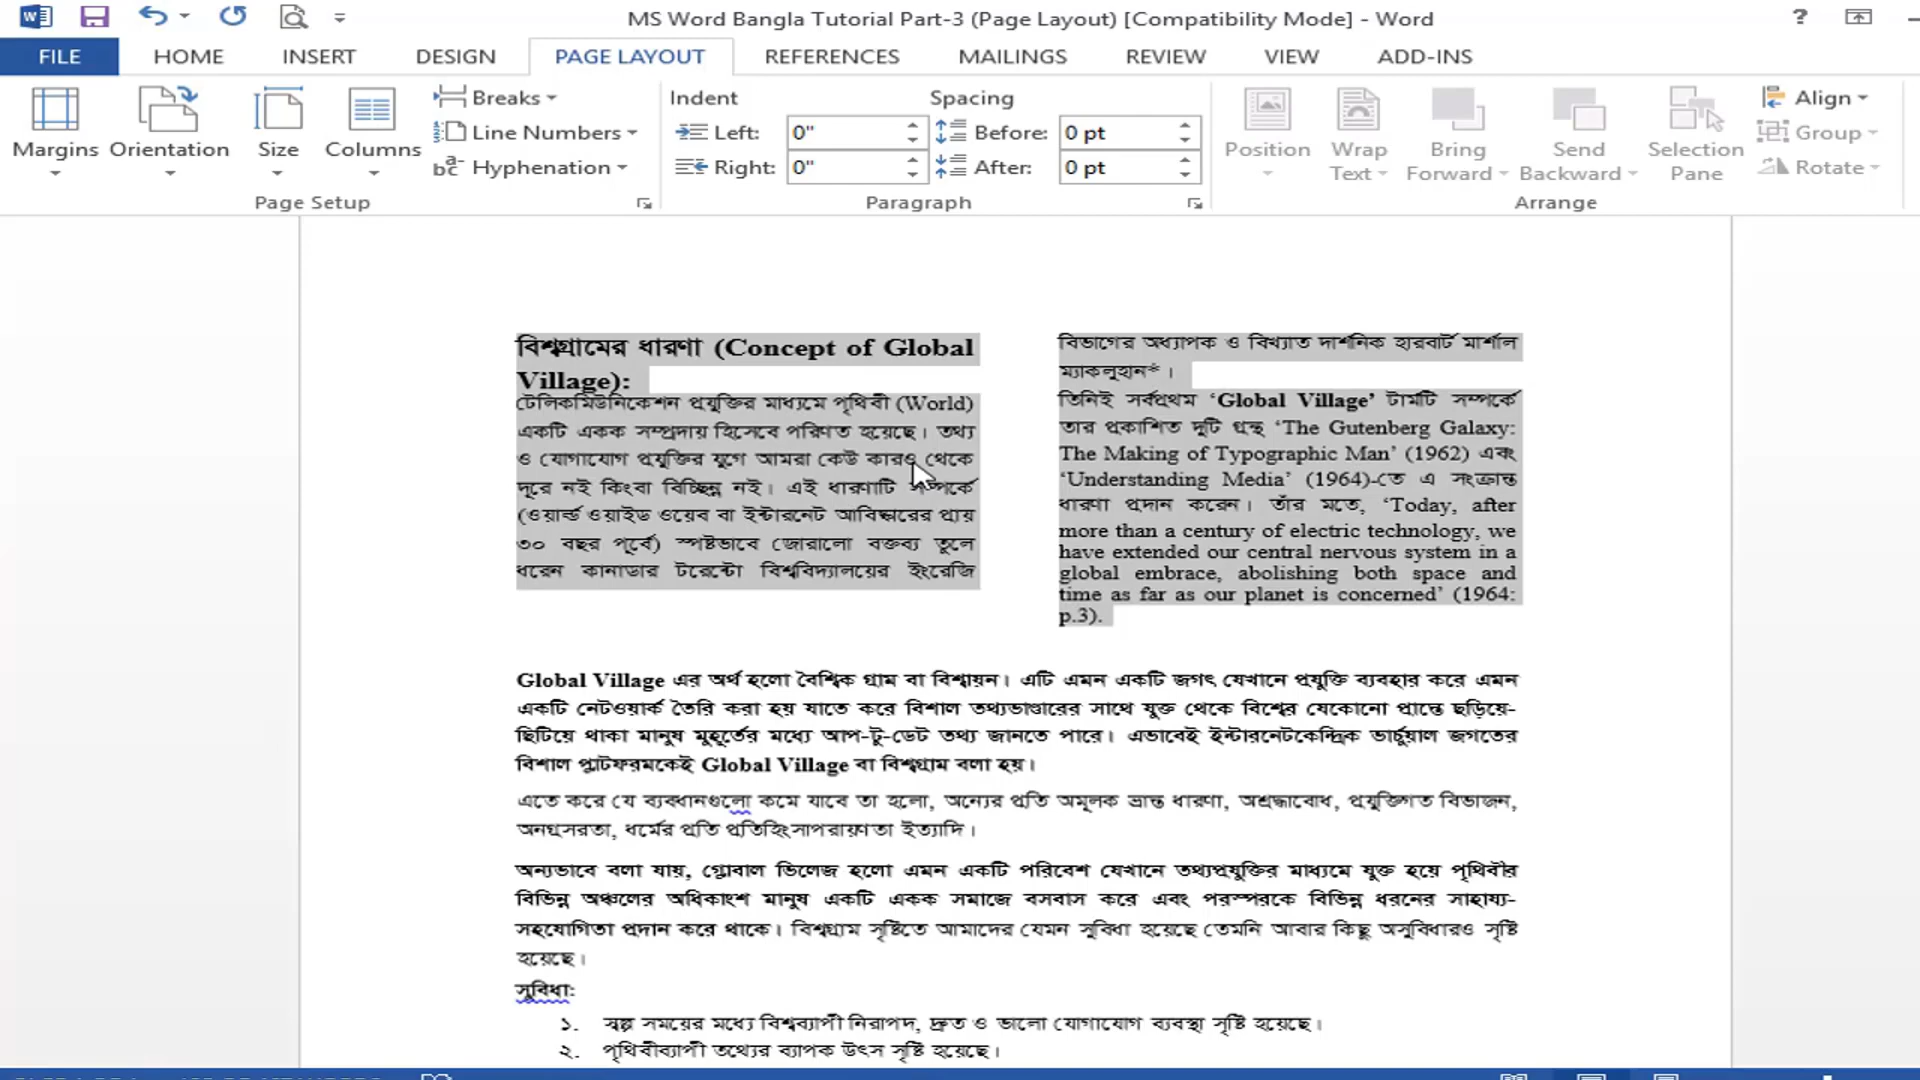 MS Word Bangla Tutorial Part-3 (Page Layout) [Compatibility Mode] - Word
FILE HOME INSERT DESIGN PAGE LAYOUT REFERENCES MAILINGS REVIEW VIEW ADD-INS
Margins Orientation Size Columns
Breaks
Line Numbers
Hyphenation
Page Setup
Indent
Left: 0"
Right: 0"
Spacing
Before: 0 pt
After: 0 pt
Paragraph
Position
Wrap Text
Bring Forward
Send Backward
Selection Pane
Align
Group
Rotate
Arrange
বিশ্বগ্রামের ধারণা (Concept of Global
Village):
টেলিকমিউনিকেশন প্রযুক্তির মাধ্যমে পৃথিবী (World)
একটি একক সম্প্রদায় হিসেবে পরিণত হয়েছে। তথ্য
ও যোগাযোগ প্রযুক্তির যুগে আমরা কেউ কারও থেকে
দূরে নই কিংবা বিচ্ছিন্ন নই। এই ধারণাটি সম্পর্কে
(ওয়ার্ল্ড ওয়াইড ওয়েব বা ইন্টারনেট আবিষ্কারের প্রায়
৩০ বছর পূর্বে) স্পষ্টভাবে জোরালো বক্তব্য তুলে
ধরেন কানাডার টরেন্টো বিশ্ববিদ্যালয়ের ইংরেজি
বিভাগের অধ্যাপক ও বিখ্যাত দার্শনিক হারবার্ট মার্শাল
ম্যাকলুহান*।
তিনিই সর্বপ্রথম ‘Global Village’ টার্মটি সম্পর্কে
তার প্রকাশিত দুটি গ্রন্থ ‘The Gutenberg Galaxy:
The Making of Typographic Man’ (1962) এবং
‘Understanding Media’ (1964)-তে এ সংক্রান্ত
ধারণা প্রদান করেন। তাঁর মতে, ‘Today, after
more than a century of electric technology, we
have extended our central nervous system in a
global embrace, abolishing both space and
time as far as our planet is concerned’ (1964:
p.3).
Global Village এর অর্থ হলো বৈশ্বিক গ্রাম বা বিশ্বায়ন। এটি এমন একটি জগৎ যেখানে প্রযুক্তি ব্যবহার করে এমন
একটি নেটওয়ার্ক তৈরি করা হয় যাতে করে বিশাল তথ্যভাণ্ডারের সাথে যুক্ত থেকে বিশ্বের যেকোনো প্রান্তে ছড়িয়ে-
ছিটিয়ে থাকা মানুষ মুহূর্তের মধ্যে আপ-টু-ডেট তথ্য জানতে পারে। এভাবেই ইন্টারনেটকেন্দ্রিক ভার্চুয়াল জগতের
বিশাল প্লাটফরমকেই Global Village বা বিশ্বগ্রাম বলা হয়।
এতে করে যে ব্যবধানগুলো কমে যাবে তা হলো, অন্যের প্রতি অমূলক ভ্রান্ত ধারণা, অশ্রদ্ধাবোধ, প্রযুক্তিগত বিভাজন,
অনগ্রসরতা, ধর্মের প্রতি প্রতিহিংসাপরায়ণতা ইত্যাদি।
অন্যভাবে বলা যায়, গ্লোবাল ভিলেজ হলো এমন একটি পরিবেশ যেখানে তথ্যপ্রযুক্তির মাধ্যমে যুক্ত হয়ে পৃথিবীর
বিভিন্ন অঞ্চলের অধিকাংশ মানুষ একটি একক সমাজে বসবাস করে এবং পরস্পরকে বিভিন্ন ধরনের সাহায্য-
সহযোগিতা প্রদান করে থাকে। বিশ্বগ্রাম সৃষ্টিতে আমাদের যেমন সুবিধা হয়েছে তেমনি আবার কিছু অসুবিধারও সৃষ্টি
হয়েছে।
সুবিধা:
১. স্বল্প সময়ের মধ্যে বিশ্বব্যাপী নিরাপদ, দ্রুত ও ভালো যোগাযোগ ব্যবস্থা সৃষ্টি হয়েছে।
২. পৃথিবীব্যাপী তথ্যের ব্যাপক উৎস সৃষ্টি হয়েছে।